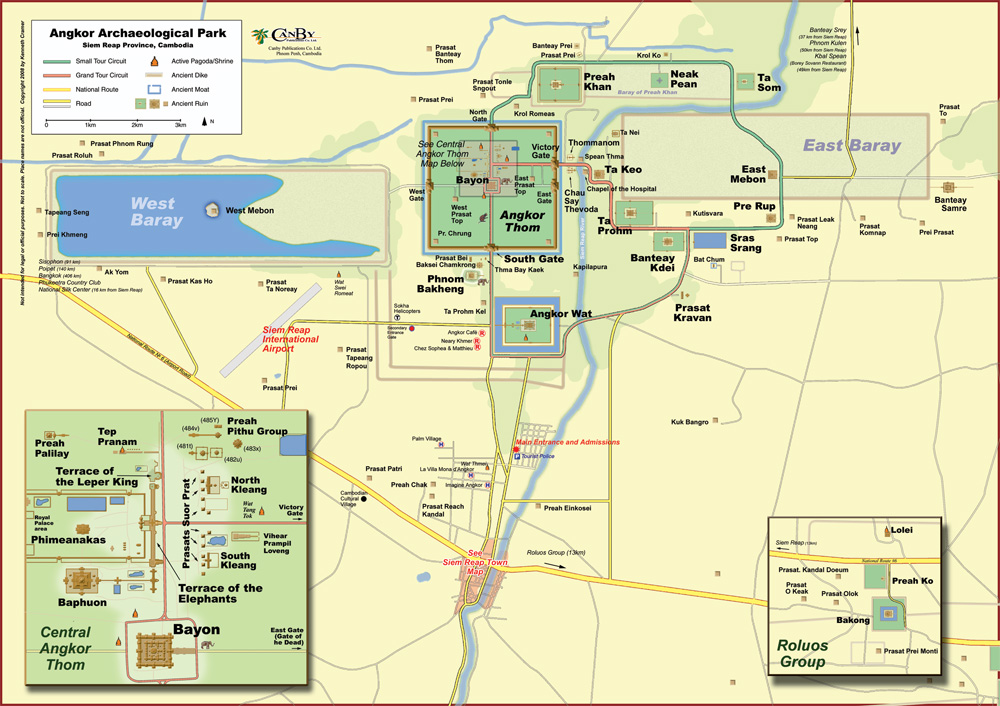 Angkor Archaeological Park
Siem Reap Province, Cambodia
Small Tour Circuit
Grand Tour Circuit
National Route
Road
Active Pagoda/Shrine
Ancient Dike
Ancient Moat
Ancient Ruin
0 1km 2km 3km N
CANBY
Canby Publications Co. Ltd.
Phnom Penh, Cambodia
Not intended for legal or official purposes. Not to scale. Place names are not official. Copyright 2008 by Kenneth Cramer
Prasat
Banteay
Thom
Banteay Prei
Prasat Prei
Krol Ko
Banteay Srey
(37 km from Siem Reap)
Phnom Kulen
(50km from Siem Reap)
Kbal Spean
(Borey Sovann Restaurant)
(49km from Siem Reap)
Prasat Tonle
Sngout
Preah
Khan
Neak
Pean
Ta
Som
Baray of Preah Khan
Prasat Prei
North
Gate
Krol Romeas
Prasat
To
Prasat Phnom Rung
Prasat Roluh
See Central
Angkor Thom
Map Below
Victory
Gate
Thommanom
Ta Nei
Spean Thma
East Baray
Ta Keo
Chapel of the Hospital
East
Mebon
Bayon
East
Prasat
Top
West
Gate
East
Gate
Chau
Say
Thevoda
Banteay
Samre
West
Baray
West Mebon
Tapeang Seng
Prei Khmeng
West
Prasat
Top
Angkor
Thom
Pr. Chrung
Siem Reap River
Ta
Prohm
Kutisvara
Pre Rup
Prasat Leak
Neang
Prasat
Komnap
Prei Prasat
Prasat Top
Banteay
Kdei
Sras
Srang
Bat Chum
South Gate
Thma Bay Kaek
Prasat Bei
Baksei Chamkrong
Kapilapura
Phnom
Bakheng
Sisophon (91 km)
Poipet (140 km)
Bangkok (406 km)
Phukeetra Country Club
National Silk Center (16 km from Siem Reap)
Ak Yom
Prasat Kas Ho
Prasat
Ta Noreay
Wat
Swei
Romeat
Sokha
Helicopters
Ta Prohm Kel
Angkor Wat
Prasat
Kravan
Secondary
Entrance
Gate
Angkor Café
Neary Khmer
Chez Sophea & Matthieu
Siem Reap
International
Airport
National Route Nº 6 (Airport Road)
Prasat
Tapeang
Ropou
Prasat Prei
Kuk Bangro
Main Entrance and Admissions
Tourist Police
Palm Village
Wat Thmei
La Villa Mona d'Angkor
Imagine Angkor
Prasat Patri
Preah Chak
Cambodian
Cultural
Village
Prasat Reach
Kandal
Preah Einkosei
See
Siem Reap Town
Map
Roluos Group (13km)
Preah
Palilay
Tep
Pranam
(485Y)
(484v)
Preah
Pithu Group
(481t)
(483x)
(482u)
Terrace of
the Leper King
North
Kleang
Prasats Suor Prat
Wat
Tang
Tok
Victory
Gate
Royal
Palace
area
Phimeanakas
Vihear
Prampil
Loveng
South
Kleang
Terrace of the
Elephants
Baphuon
Bayon
East Gate
(Gate of
he Dead)
Central
Angkor
Thom
Lolei
Siem Reap (13km)
National Route #6
Prasat. Kandal Doeum
Preah Ko
Prasat
O Keak
Prasat Olok
Bakong
Prasat Prei Monti
Roluos
Group